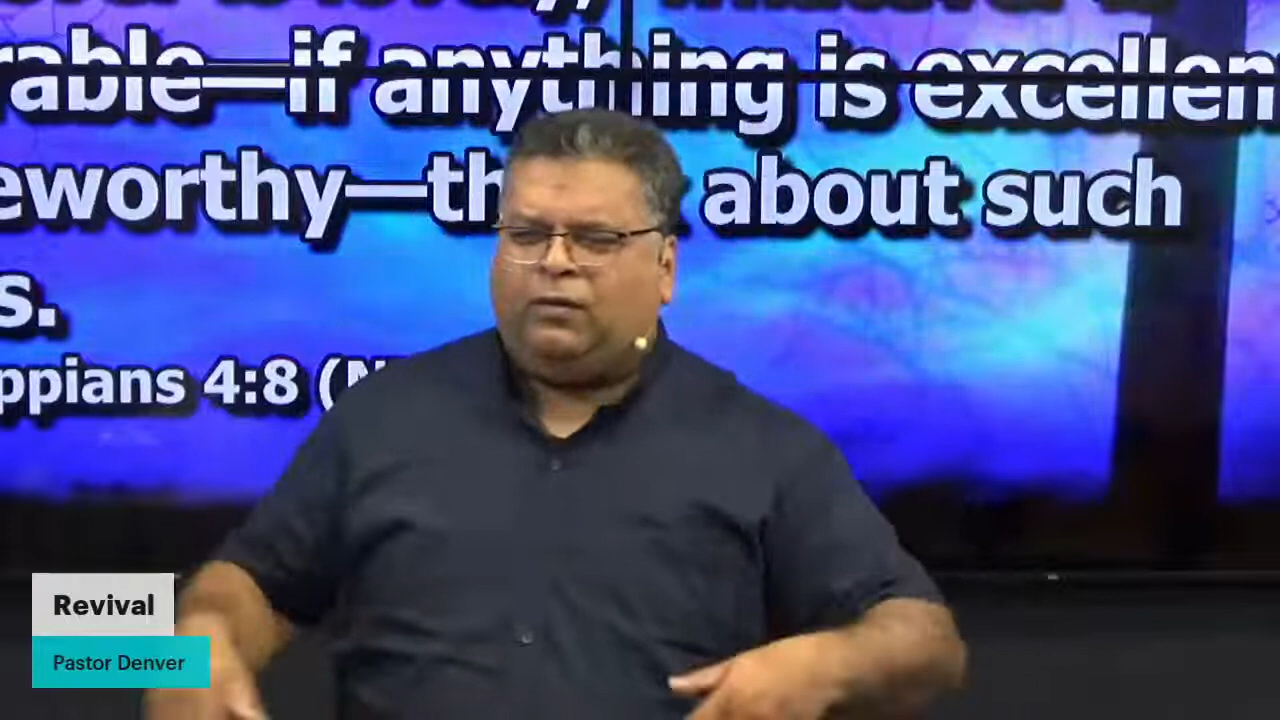 rable—if anything is excellen
eworthy—th about such
s.
ppians 4:8 (N
Revival
Pastor Denver